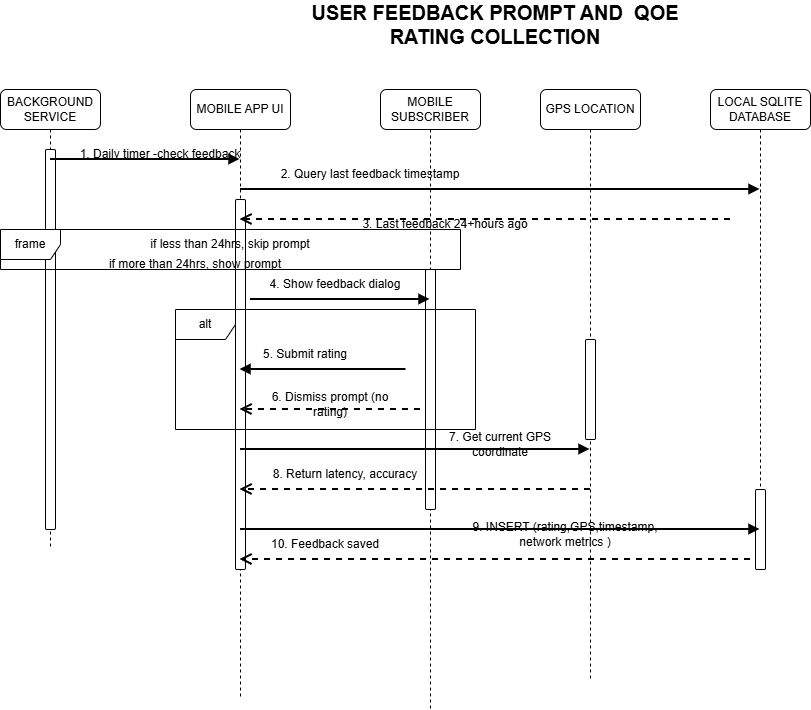 USER FEEDBACK PROMPT AND QOE
RATING COLLECTION
BACKGROUND
SERVICE
MOBILE APP UI
MOBILE
SUBSCRIBER
GPS LOCATION
LOCAL SQLITE
DATABASE
1. Daily timer -check feedback
2. Query last feedback timestamp
3. Last feedback 24+hours ago
frame
if less than 24hrs, skip prompt
if more than 24hrs, show prompt
4. Show feedback dialog
alt
5. Submit rating
6. Dismiss prompt (no
rating)
7. Get current GPS
coordinate
8. Return latency, accuracy
9. INSERT (rating,GPS,timestamp,
network metrics )
10. Feedback saved